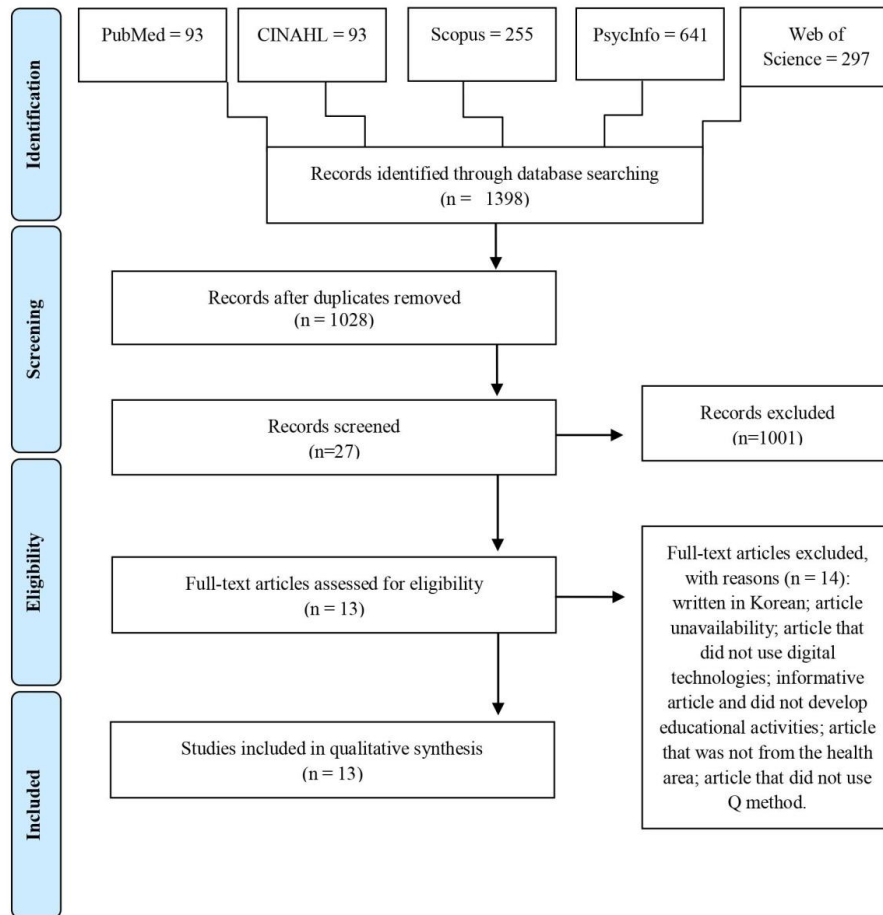 Identification
PubMed = 93
CINAHL = 93
Scopus = 255
PsycInfo = 641
Web of
Science = 297
Records identified through database searching
(n = 1398)
Screening
Records after duplicates removed
(n = 1028)
Records screened
(n=27)
Records excluded
(n=1001)
Eligibility
Full-text articles assessed for eligibility
(n = 13)
Full-text articles excluded,
with reasons (n = 14):
written in Korean; article
unavailability; article that
did not use digital
technologies; informative
article and did not develop
educational activities; article
that was not from the health
area; article that did not use
Q method.
Included
Studies included in qualitative synthesis
(n = 13)